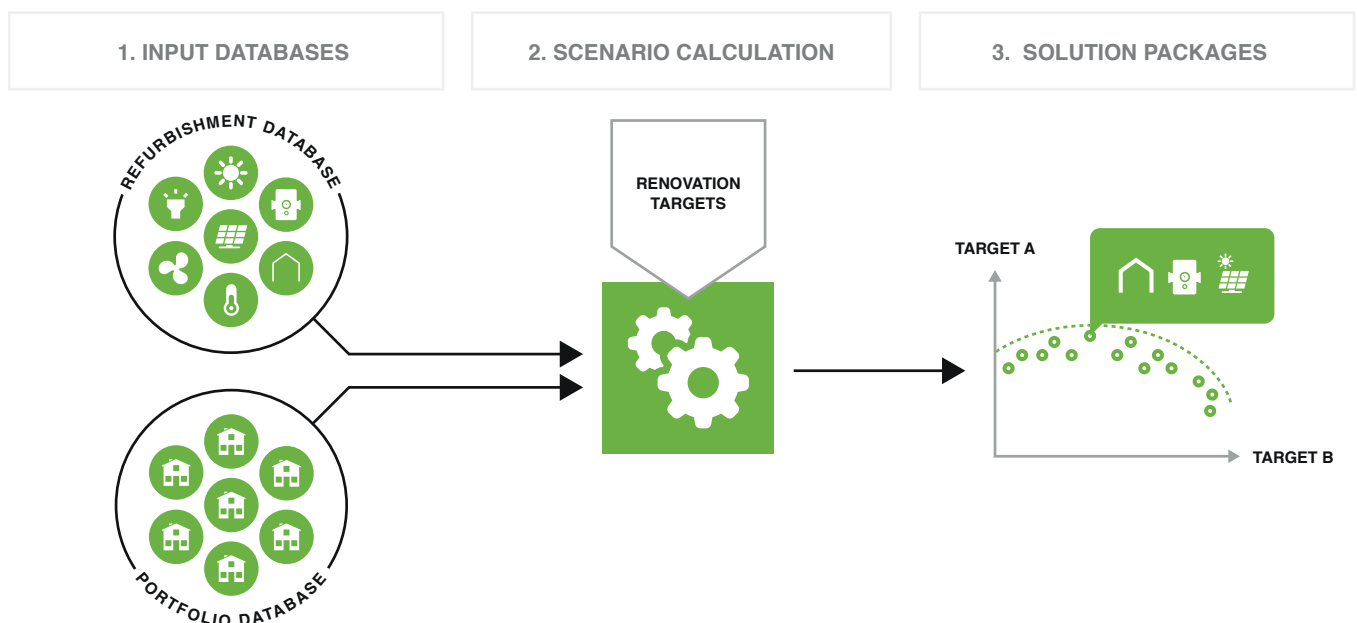 1. INPUT DATABASES
2. SCENARIO CALCULATION
3. SOLUTION PACKAGES
REFURBISHMENT DATABASE
RENOVATION
TARGETS
TARGET A
TARGET B
PORTFOLIO DATABASE